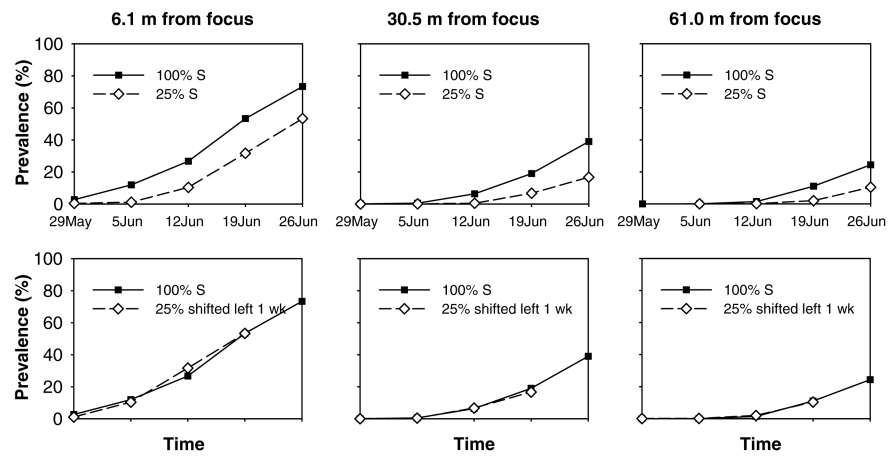 6.1 m from focus
30.5 m from focus
61.0 m from focus
Prevalence (%)
100
80
60
40
20
0
100% S
25% S
100% S
25% S
100% S
25% S
29May 5Jun 12Jun 19Jun 26Jun
29May 5Jun 12Jun 19Jun 26Jun
29May 5Jun 12Jun 19Jun 26Jun
Prevalence (%)
100
80
60
40
20
0
100% S
25% shifted left 1 wk
100% S
25% shifted left 1 wk
100% S
25% shifted left 1 wk
Time
Time
Time